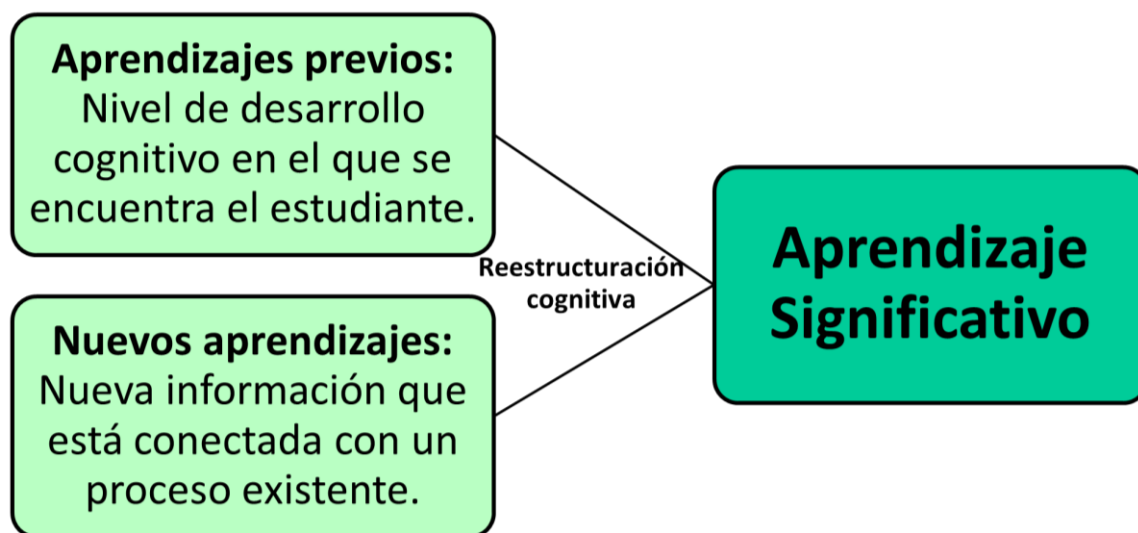 Aprendizajes previos:
Nivel de desarrollo
cognitivo en el que se
encuentra el estudiante.
Reestructuración
cognitiva
Nuevos aprendizajes:
Nueva información que
está conectada con un
proceso existente.
Aprendizaje
Significativo